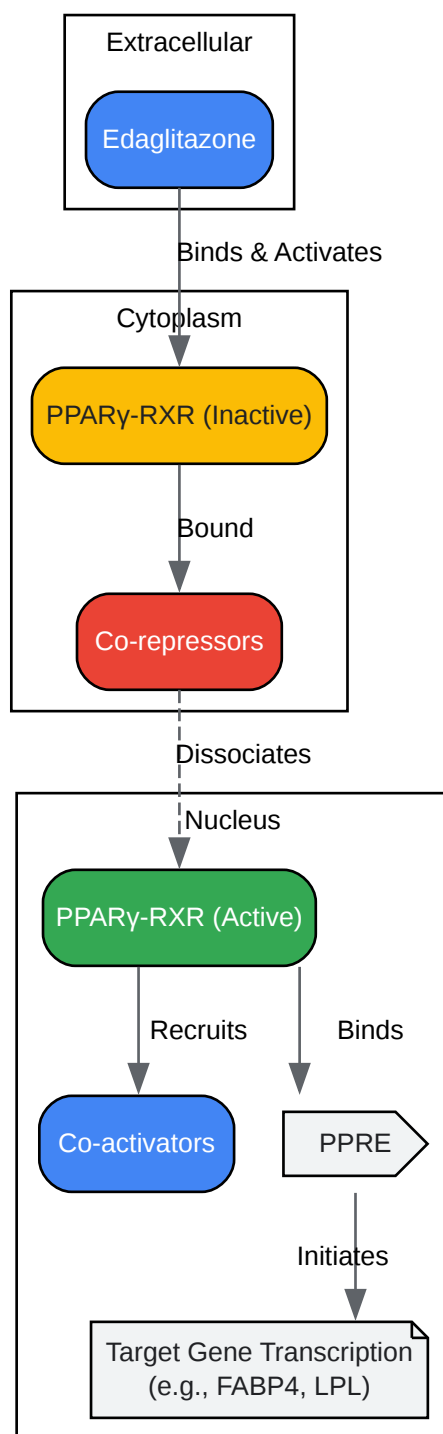 Extracellular
Edaglitazone
Binds & Activates
Cytoplasm
PPARγ-RXR (Inactive)
Bound
Co-repressors
Dissociates
Nucleus
PPARγ-RXR (Active)
Recruits
Binds
Co-activators
PPRE
Initiates
Target Gene Transcription
(e.g., FABP4, LPL)